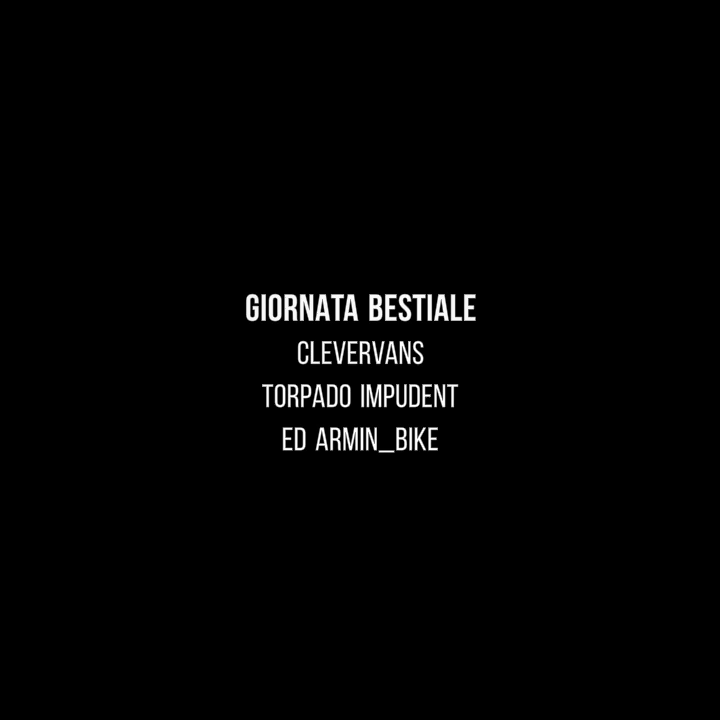 GIORNATA BESTIALE
CLEVERVANS
TORPADO IMPUDENT
ED ARMIN_BIKE